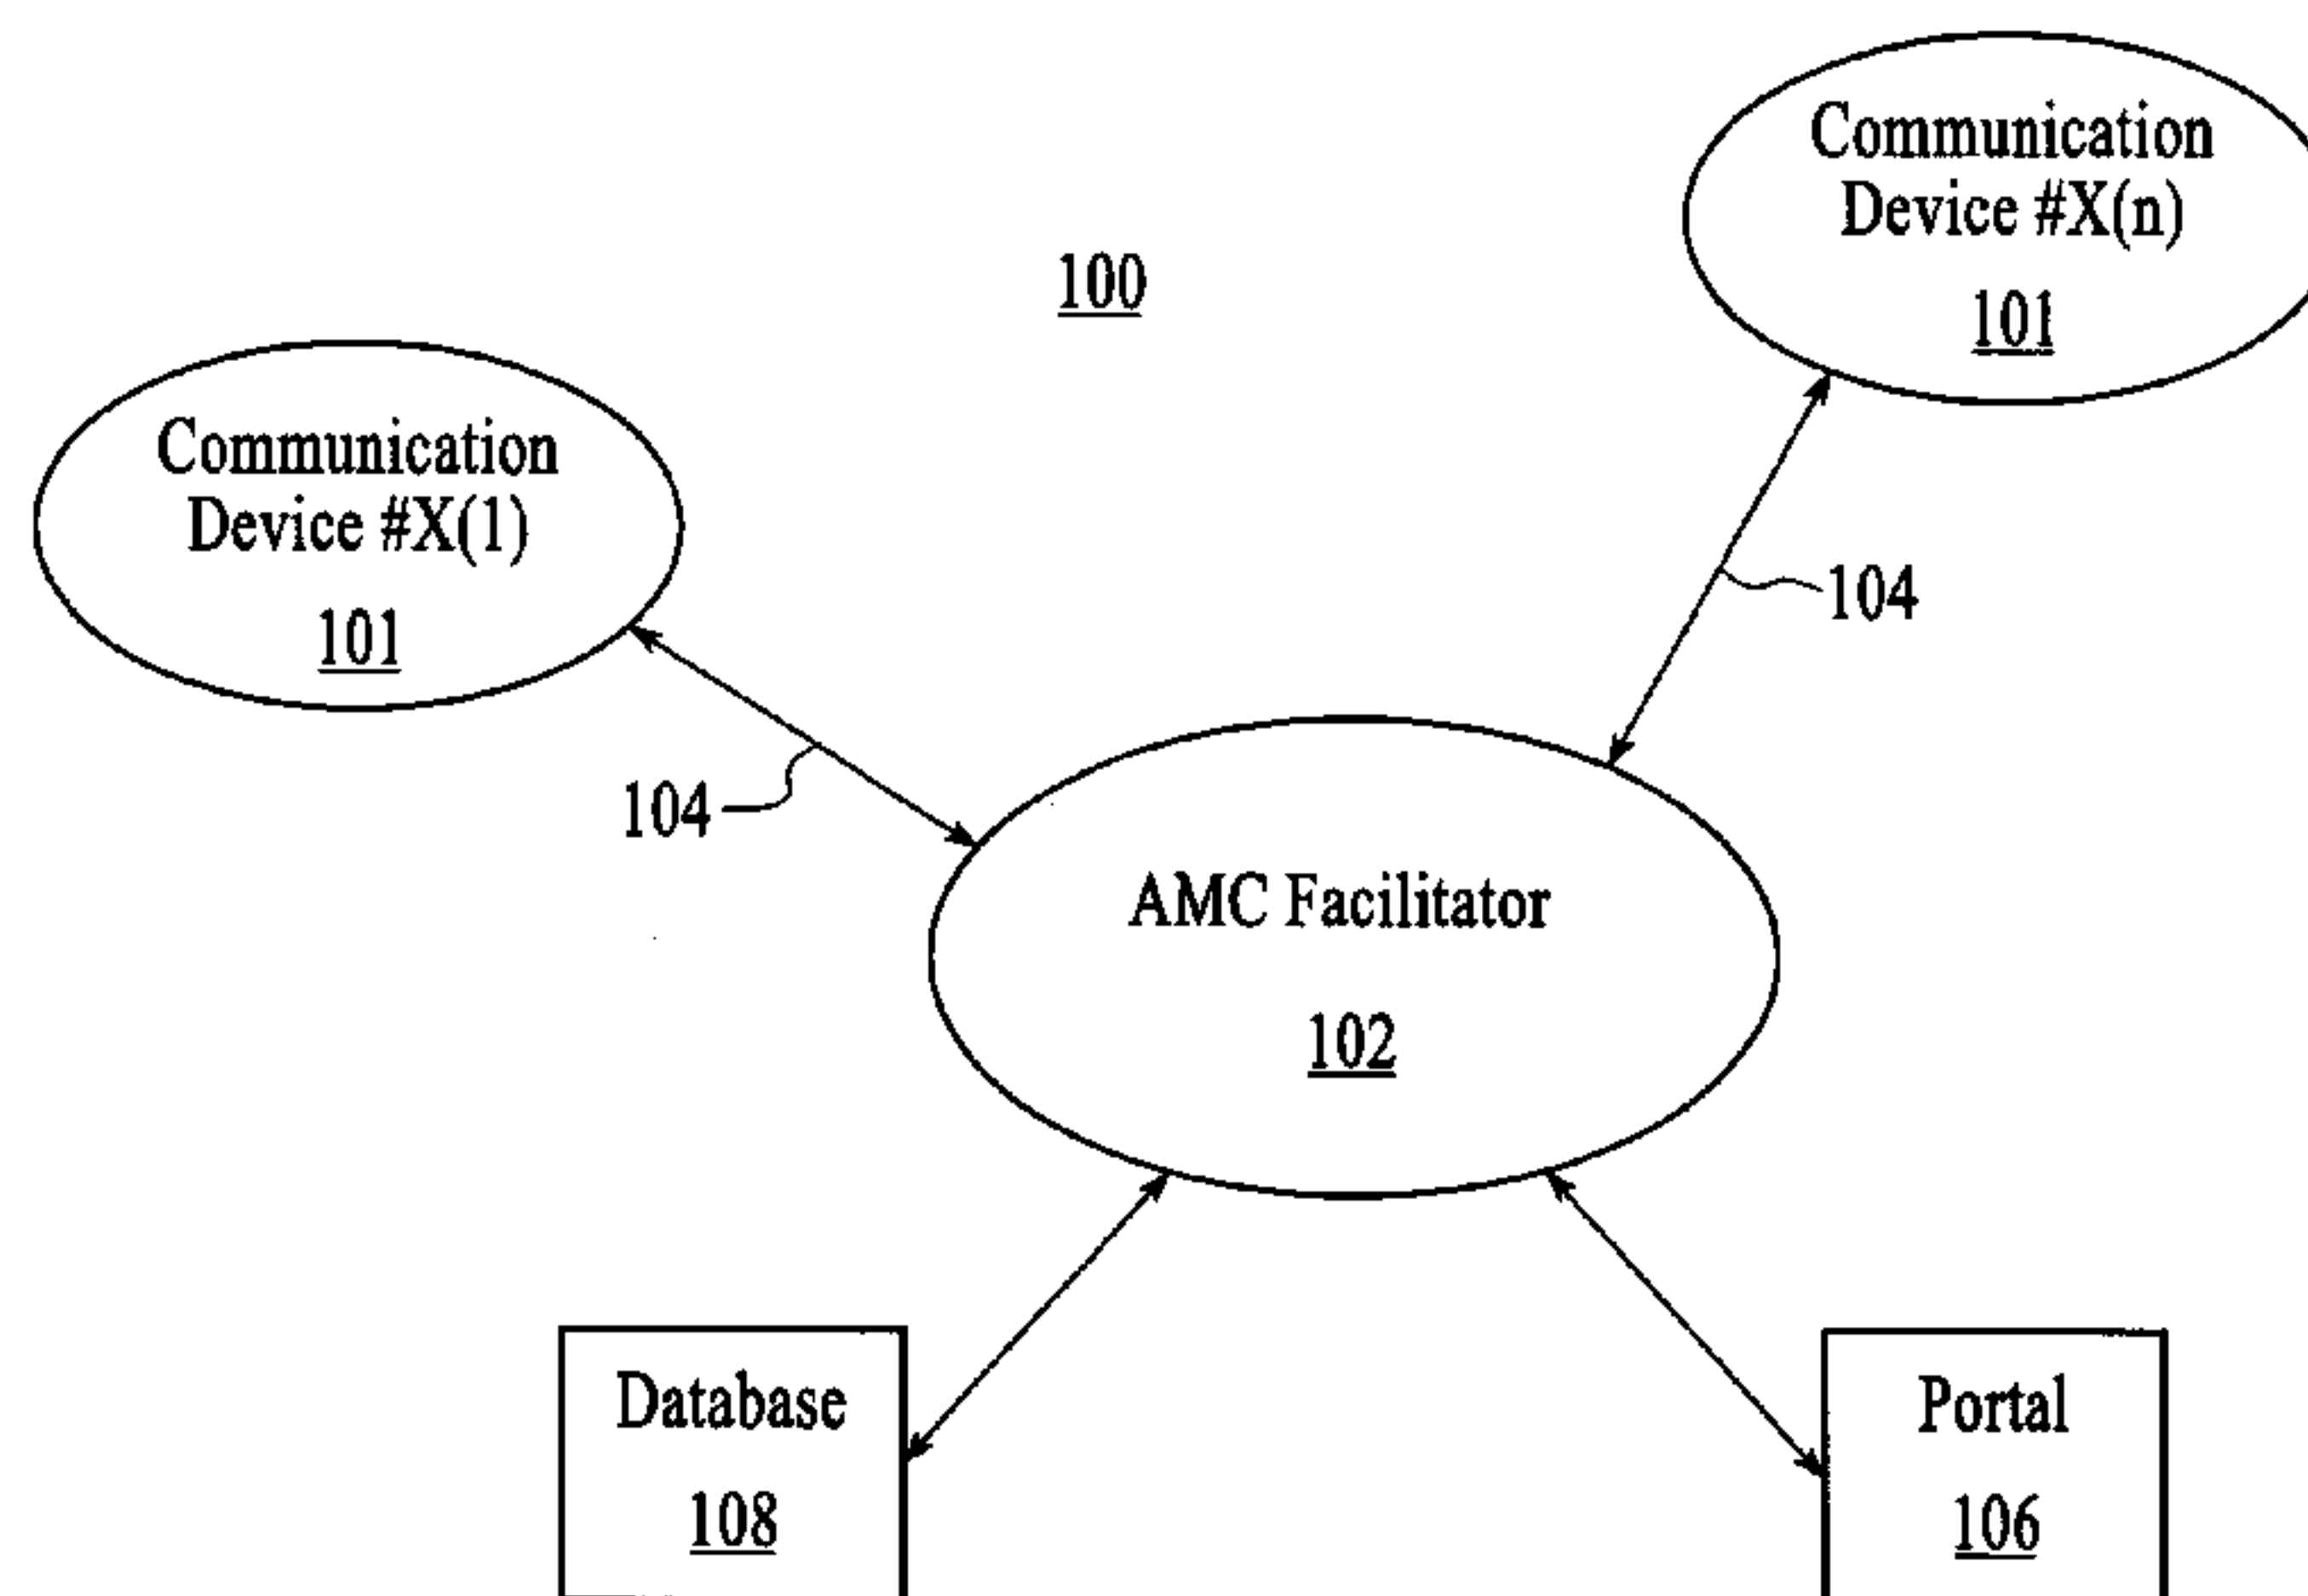 Communication
Device #X(n)
101
100
Communication
Device #X(1)
101
104
104
AMC Facilitator
102
Database
108
Portal
106